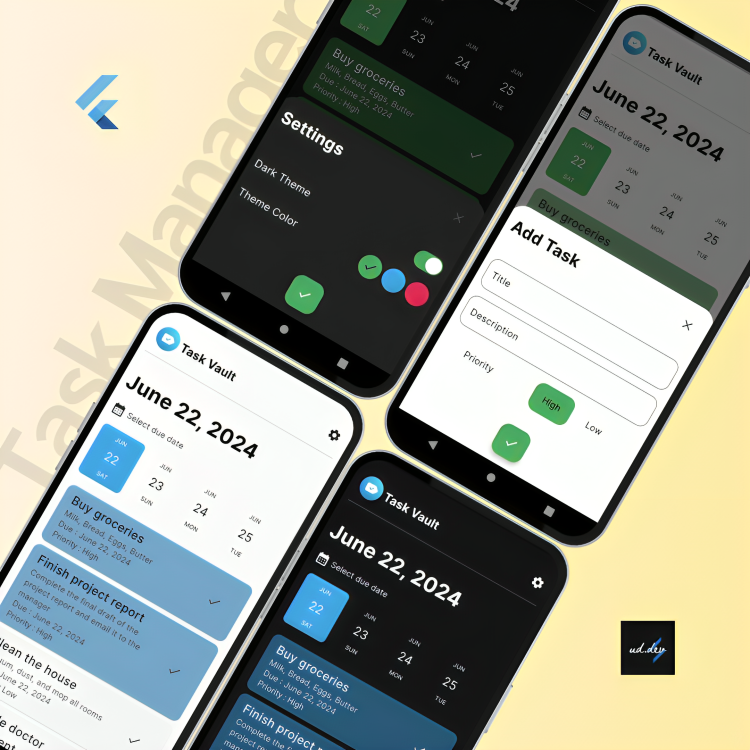 Task Manager
24
22
SAT
JUN
23
SUN
JUN
24
MON
JUN
25
TUE
Buy groceries
Milk, Bread, Eggs, Butter
Due : June 22, 2024
Priority : High
Settings
Dark Theme
Theme Color
Task Vault
June 22, 2024
Select due date
JUN
22
SAT
JUN
23
SUN
JUN
24
MON
JUN
25
TUE
Buy groceries
Add Task
Title
Description
Priority
High
Low
Task Vault
June 22, 2024
Select due date
JUN
22
SAT
JUN
23
SUN
JUN
24
MON
JUN
25
TUE
Buy groceries
Milk, Bread, Eggs, Butter
Due : June 22, 2024
Priority : High
Finish project report
Complete the final draft of the
project report and email it to the
manager
Due : June 22, 2024
Priority : High
lean the house
um, dust, and mop all rooms
June 22, 2024
Low
e doctor
Task Vault
June 22, 2024
Select due date
JUN
22
SAT
JUN
23
SUN
JUN
24
MON
JUN
25
TUE
Buy groceries
Milk, Bread, Eggs, Butter
Due : June 22, 2024
Priority : High
Finish project report
Complete the fin
project repo
mana
ud.dev